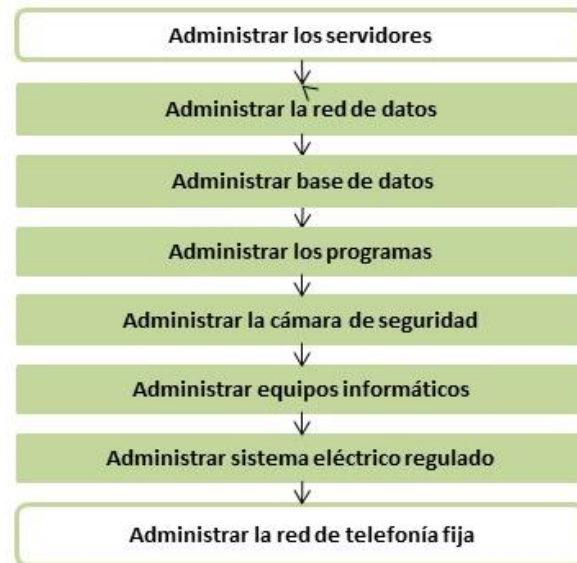 Administrar los servidores
Administrar la red de datos
Administrar base de datos
Administrar los programas
Administrar la cámara de seguridad
Administrar equipos informáticos
Administrar sistema eléctrico regulado
Administrar la red de telefonía fija